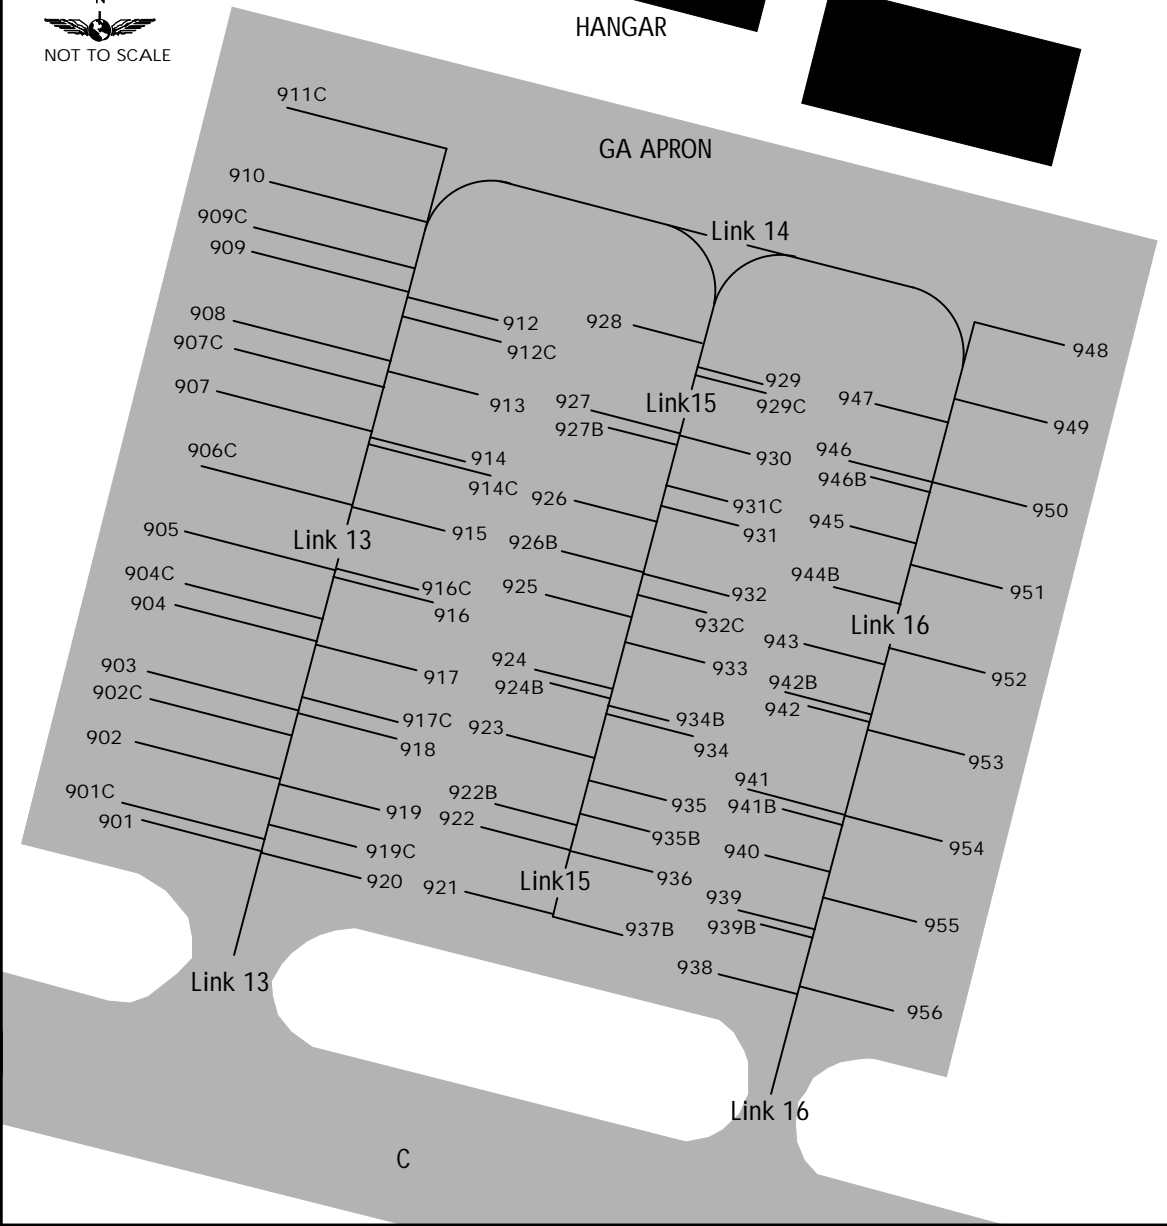 N
NOT TO SCALE
HANGAR
GA APRON
911C
910
909C
909
908
907C
907
906C
905
904C
904
903
902C
902
901C
901
912
912C
913
914
914C
915
Link 13
916C
916
917
917C
918
919
919C
920
Link 13
Link 14
928
927
927B
926
926B
925
924
924B
923
922B
922
921
Link15
929
929C
930
931C
931
932
932C
933
934B
934
935
935B
936
Link15
937B
947
946
946B
945
944B
943
942B
942
941
941B
940
939
939B
938
948
949
950
951
Link 16
952
953
954
955
956
Link 16
C